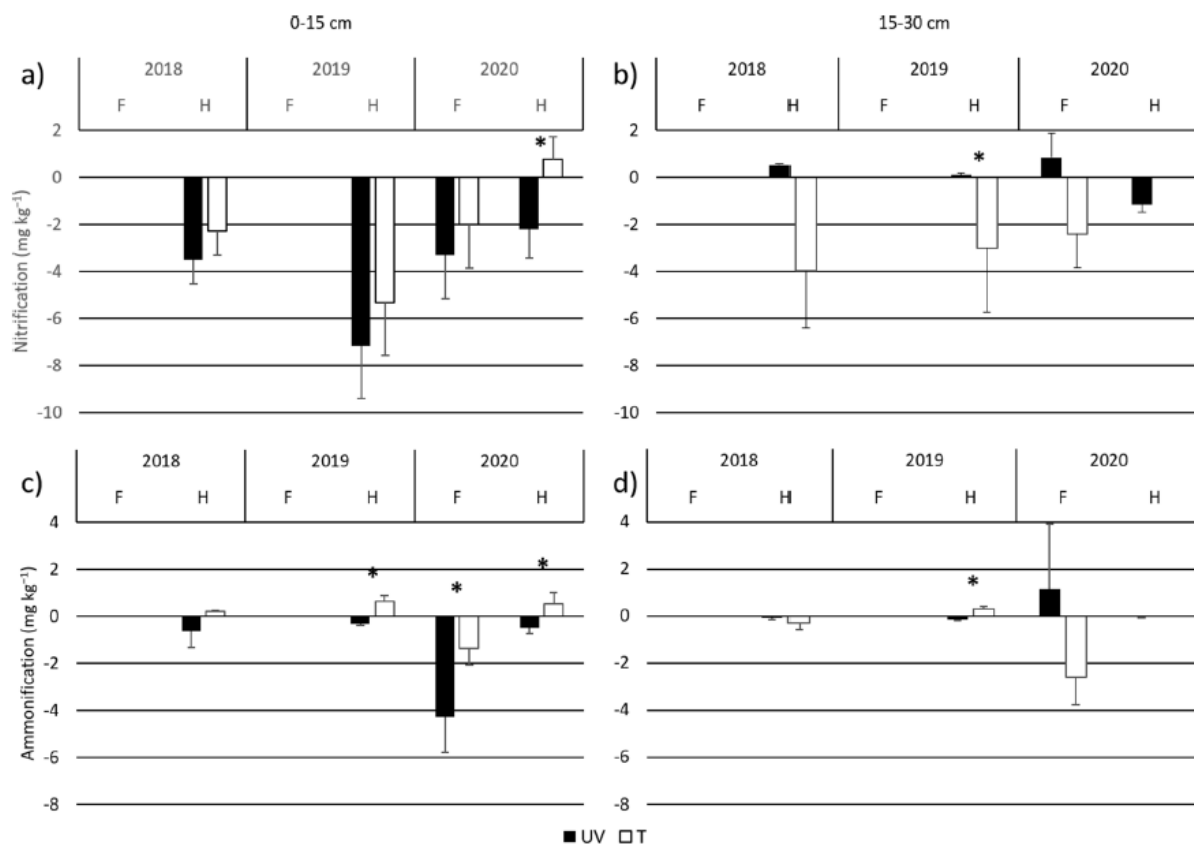 0-15 cm 15-30 cm
a) 2018 2019 2020
F H F H F H
2
0
-2
-4
-6
-8
-10
Nitrification (mg kg⁻¹)
*
b) 2018 2019 2020
F H F H F H
2
0
-2
-4
-6
-8
-10
*
c) 2018 2019 2020
F H F H F H
4
2
0
-2
-4
-6
-8
Ammonification (mg kg⁻¹)
* * *
d) 2018 2019 2020
F H F H F H
4
2
0
-2
-4
-6
-8
*
UV T